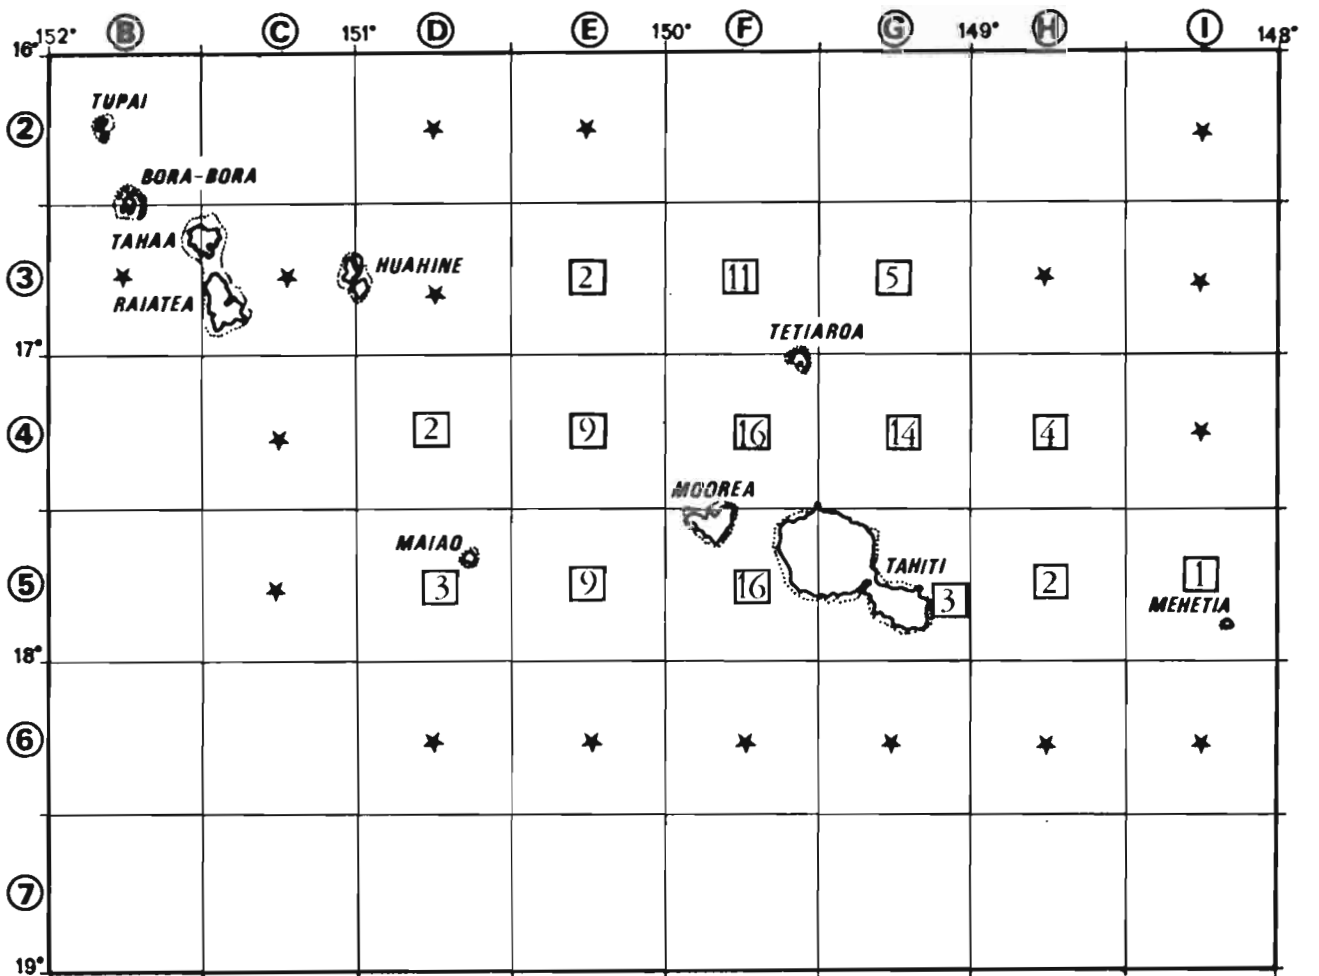 152° B C 151° D E 150° F G 149° H I 148°
16°
TUPAI
2 ★ ★ ★
BORA-BORA
TAHAA
HUAHINE
3 ★ ★ ★ 2 11 5 ★ ★
RAIATEA
TETIAROA
17°
4 ★ 2 9 16 14 4 ★
MOOREA
MAIAO
TAHITI
5 ★ 3 9 16 3 2 1
MEHETIA
18°
6 ★ ★ ★ ★ ★ ★
7
19°